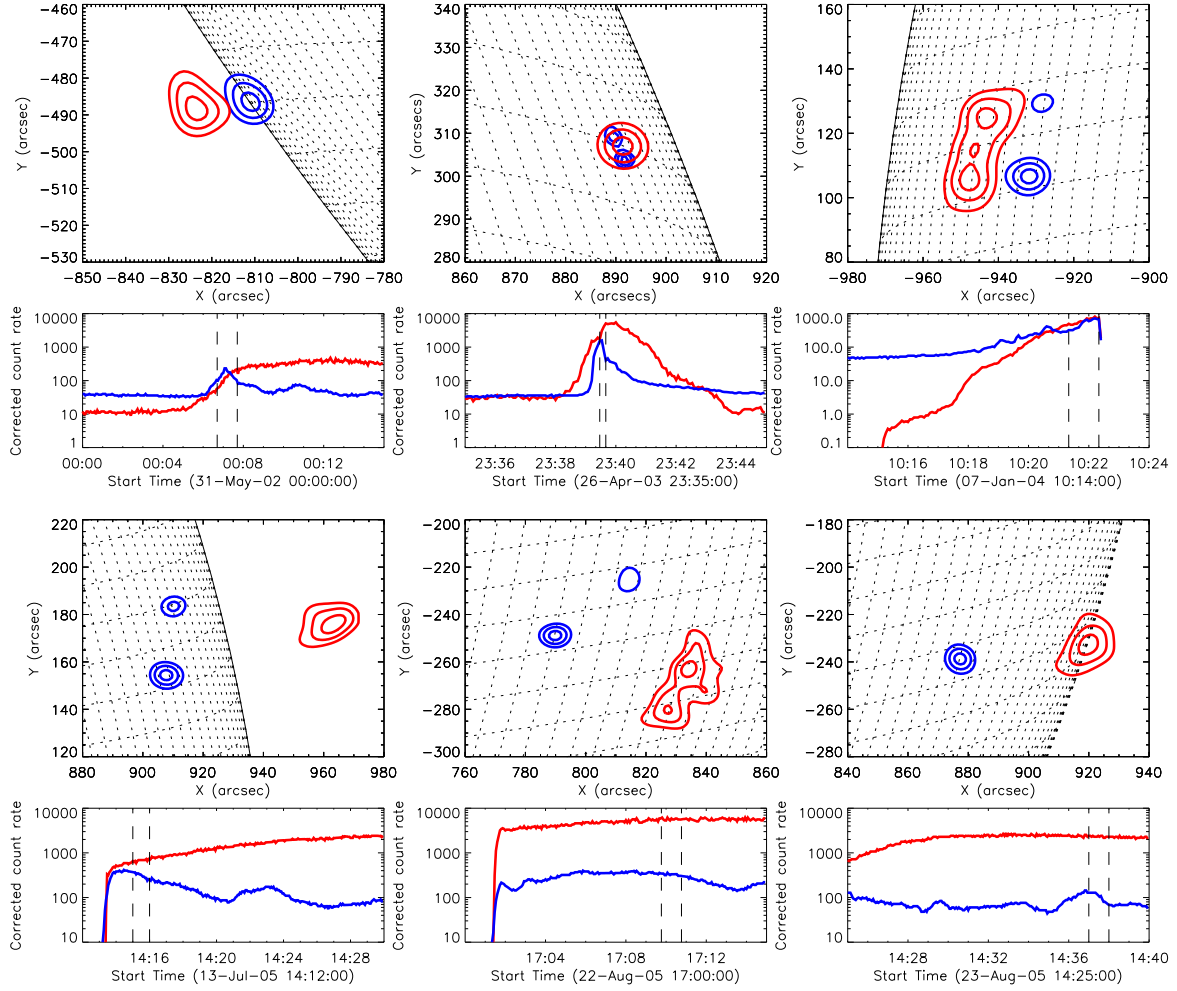 −460
−470
−480
−490
−500
−510
−520
−530
Y (arcsec)
−850 −840 −830 −820 −810 −800 −790 −780
X (arcsec)
340
330
320
310
300
290
280
Y (arcsec)
860 870 880 890 900 910 920
X (arcsecs)
160
140
120
100
80
Y (arcsec)
−980 −960 −940 −920 −900
X (arcsec)
10000
1000
100
10
1
Corrected count rate
00:00 00:04 00:08 00:12
Start Time (31−May−02 00:00:00)
10000
1000
100
10
1
Corrected count rate
23:36 23:38 23:40 23:42 23:44
Start Time (26−Apr−03 23:35:00)
1000.0
100.0
10.0
1.0
0.1
Corrected count rate
10:16 10:18 10:20 10:22 10:24
Start Time (07−Jan−04 10:14:00)
220
200
180
160
140
120
Y (arcsec)
880 900 920 940 960 980
X (arcsec)
−200
−220
−240
−260
−280
−300
Y (arcsec)
760 780 800 820 840 860
X (arcsec)
−180
−200
−220
−240
−260
−280
Y (arcsec)
840 860 880 900 920 940
X (arcsec)
10000
1000
100
10
Corrected count rate
14:16 14:20 14:24 14:28
Start Time (13−Jul−05 14:12:00)
10000
1000
100
10
Corrected count rate
17:04 17:08 17:12
Start Time (22−Aug−05 17:00:00)
10000
1000
100
10
Corrected count rate
14:28 14:32 14:36 14:40
Start Time (23−Aug−05 14:25:00)